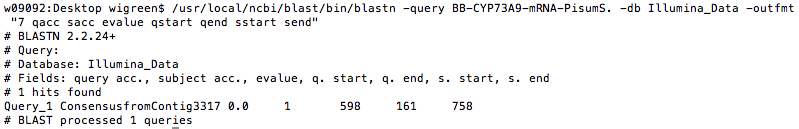 w09092:Desktop wigreen$ /usr/local/ncbi/blast/bin/blastn -query BB-CYP73A9-mRNA-PisumS. -db Illumina_Data -outfmt
"7 qacc sacc evalue qstart qend sstart send"
# BLASTN 2.2.24+
# Query:
# Database: Illumina_Data
# Fields: query acc., subject acc., evalue, q. start, q. end, s. start, s. end
# 1 hits found
Query_1 ConsensusfromContig3317 0.0 1 598 161 758
# BLAST processed 1 queries